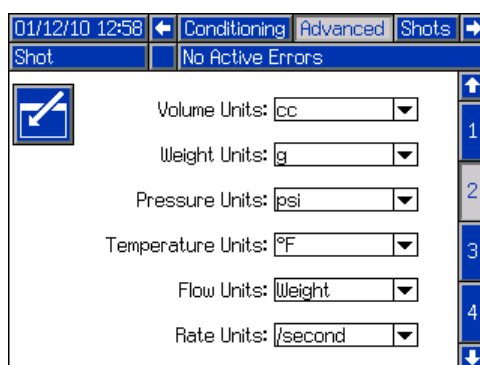 01/12/10 12:58 Conditioning Advanced Shots
Shot No Active Errors
Volume Units: cc
1
Weight Units: g
2
Pressure Units: psi
Temperature Units: °F
3
Flow Units: Weight
4
Rate Units: /second